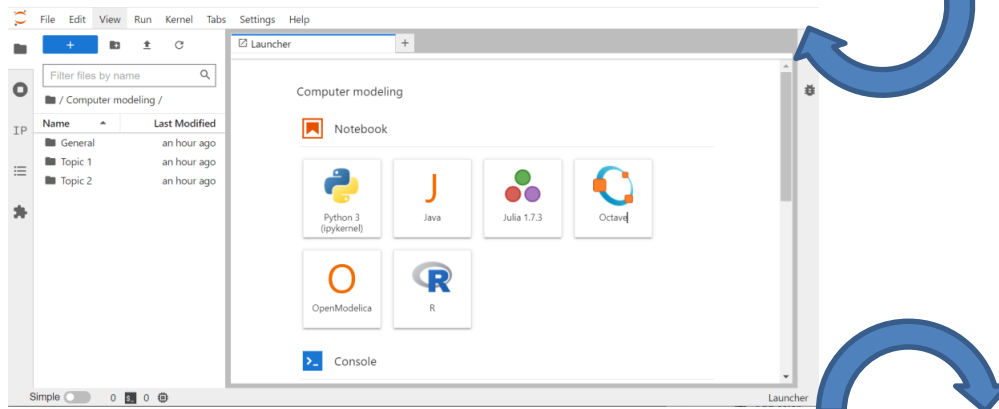 File Edit View Run Kernel Tabs Settings Help
+
Launcher
+
Filter files by name
/ Computer modeling /
Name Last Modified
General an hour ago
Topic 1 an hour ago
Topic 2 an hour ago
IP
Computer modeling
Notebook
Python 3
(ipykernel)
J
Java
Julia 1.7.3
Octave
O
OpenModelica
R
R
>_ Console
Simple 0 $_ 0 Launcher